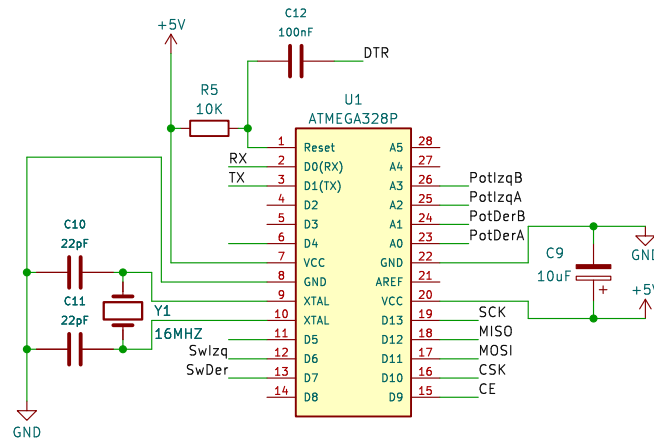 C12
100nF
DTR
+5V
R5
10K
U1
ATMEGA328P
1 Reset A5 28
RX 2 D0(RX) A4 27
TX 3 D1(TX) A3 26 PotIzqB
4 D2 A2 25 PotIzqA
5 D3 A1 24 PotDerB
6 D4 A0 23 PotDerA
7 VCC GND 22
8 GND AREF 21
9 XTAL VCC 20
10 XTAL D13 19 SCK
11 D5 D12 18 MISO
SwIzq 12 D6 D11 17 MOSI
SwDer 13 D7 D10 16 CSK
14 D8 D9 15 CE
C10
22pF
C11
22pF
Y1
16MHZ
GND
C9
10uF
+
GND
+5V